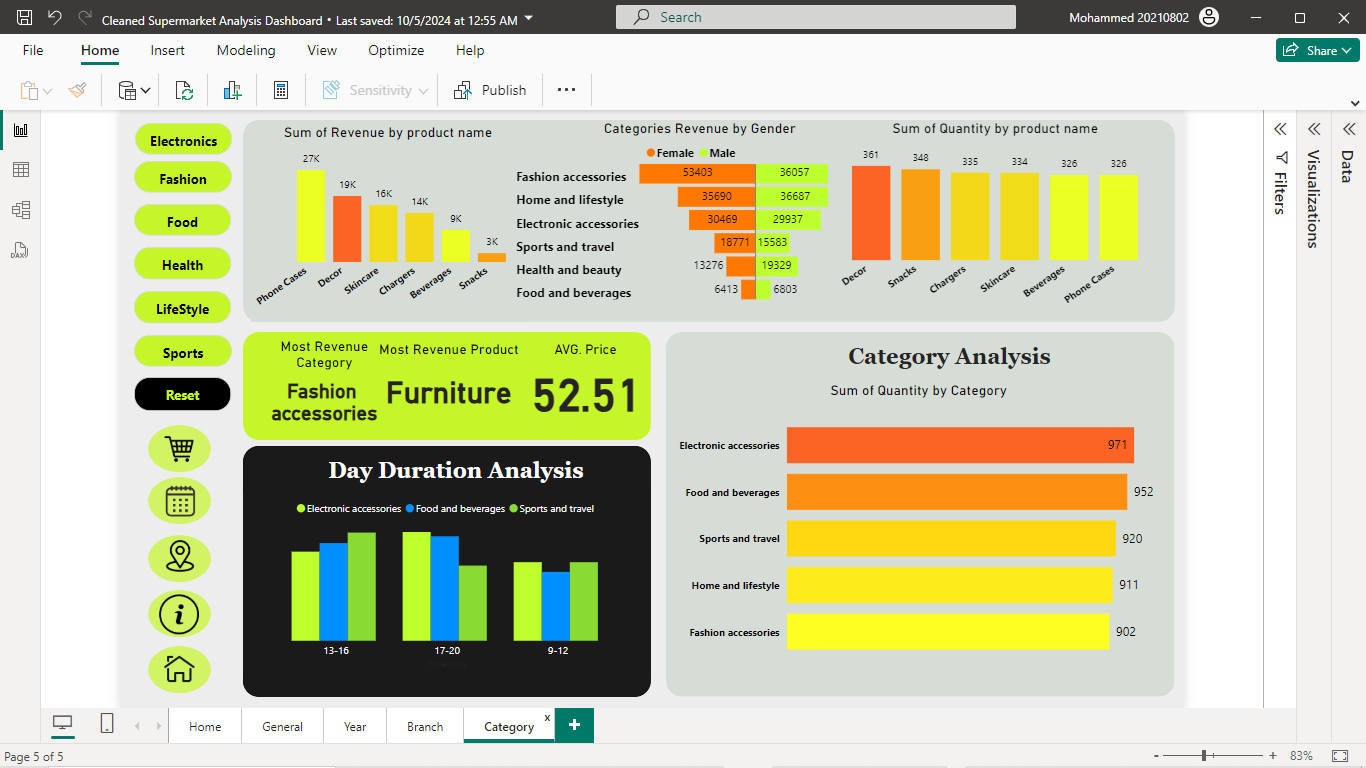 Cleaned Supermarket Analysis Dashboard • Last saved: 10/5/2024 at 12:55 AM
Search
Mohammed 20210802
File
Home
Insert
Modeling
View
Optimize
Help
Share
Sensitivity
Publish
Electronics
Fashion
Food
Health
LifeStyle
Sports
Reset
Sum of Revenue by product name
27K
19K
16K
14K
9K
3K
Phone Cases
Decor
Skincare
Chargers
Beverages
Snacks
Categories Revenue by Gender
Female Male
Fashion accessories 53403 36057
Home and lifestyle 35690 36687
Electronic accessories 30469 29937
Sports and travel 18771 15583
Health and beauty 13276 19329
Food and beverages 6413 6803
Sum of Quantity by product name
361
348
335
334
326
326
Decor
Snacks
Chargers
Skincare
Beverages
Phone Cases
Most Revenue
Category
Fashion
accessories
Most Revenue Product
Furniture
AVG. Price
52.51
Day Duration Analysis
Electronic accessories Food and beverages Sports and travel
13-16
17-20
9-12
Category Analysis
Sum of Quantity by Category
Electronic accessories 971
Food and beverages 952
Sports and travel 920
Home and lifestyle 911
Fashion accessories 902
Filters
Visualizations
Data
DAX
Home
General
Year
Branch
Category
x
Page 5 of 5
- + 83%